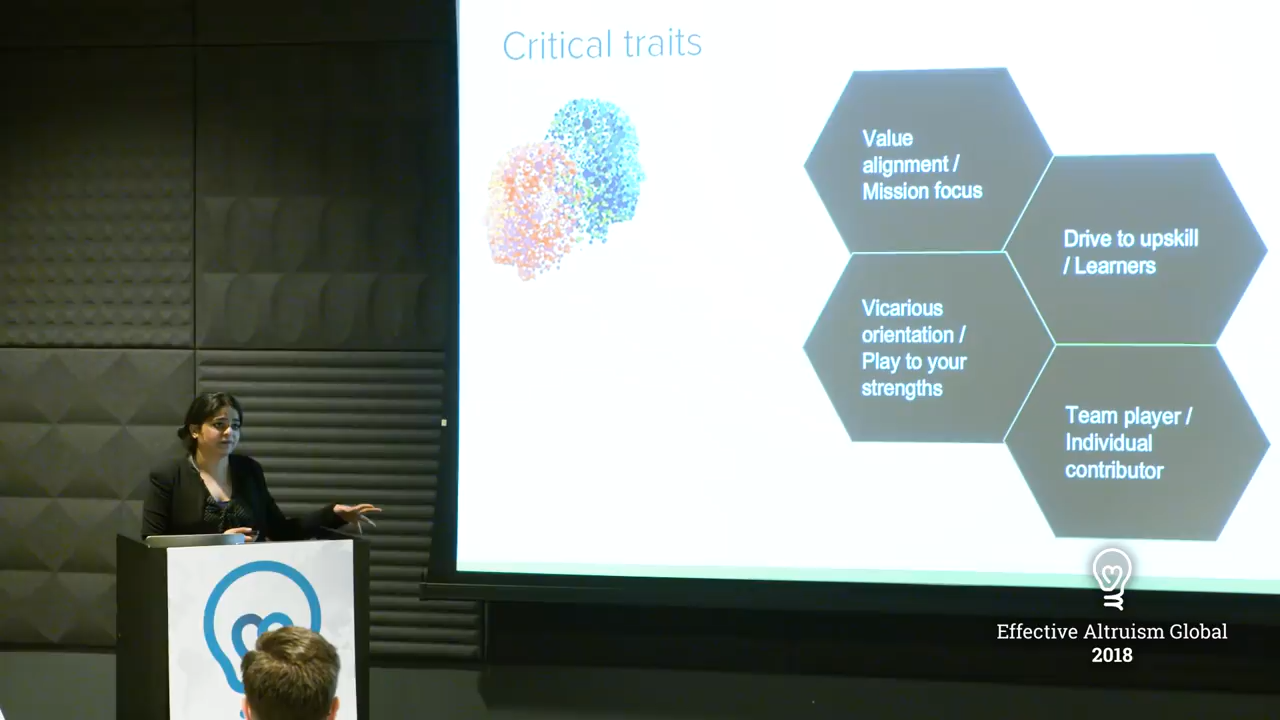 Critical traits
Value
alignment /
Mission focus
Drive to upskill
/ Learners
Vicarious
orientation /
Play to your
strengths
Team player /
Individual
contributor
Effective Altruism Global
2018